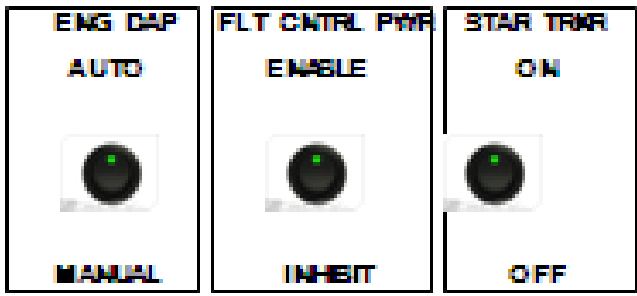 ENG DAP
AUTO
MANUAL
FLT CNTRL PWR
ENABLE
INHIBIT
STAR TRKR
ON
OFF